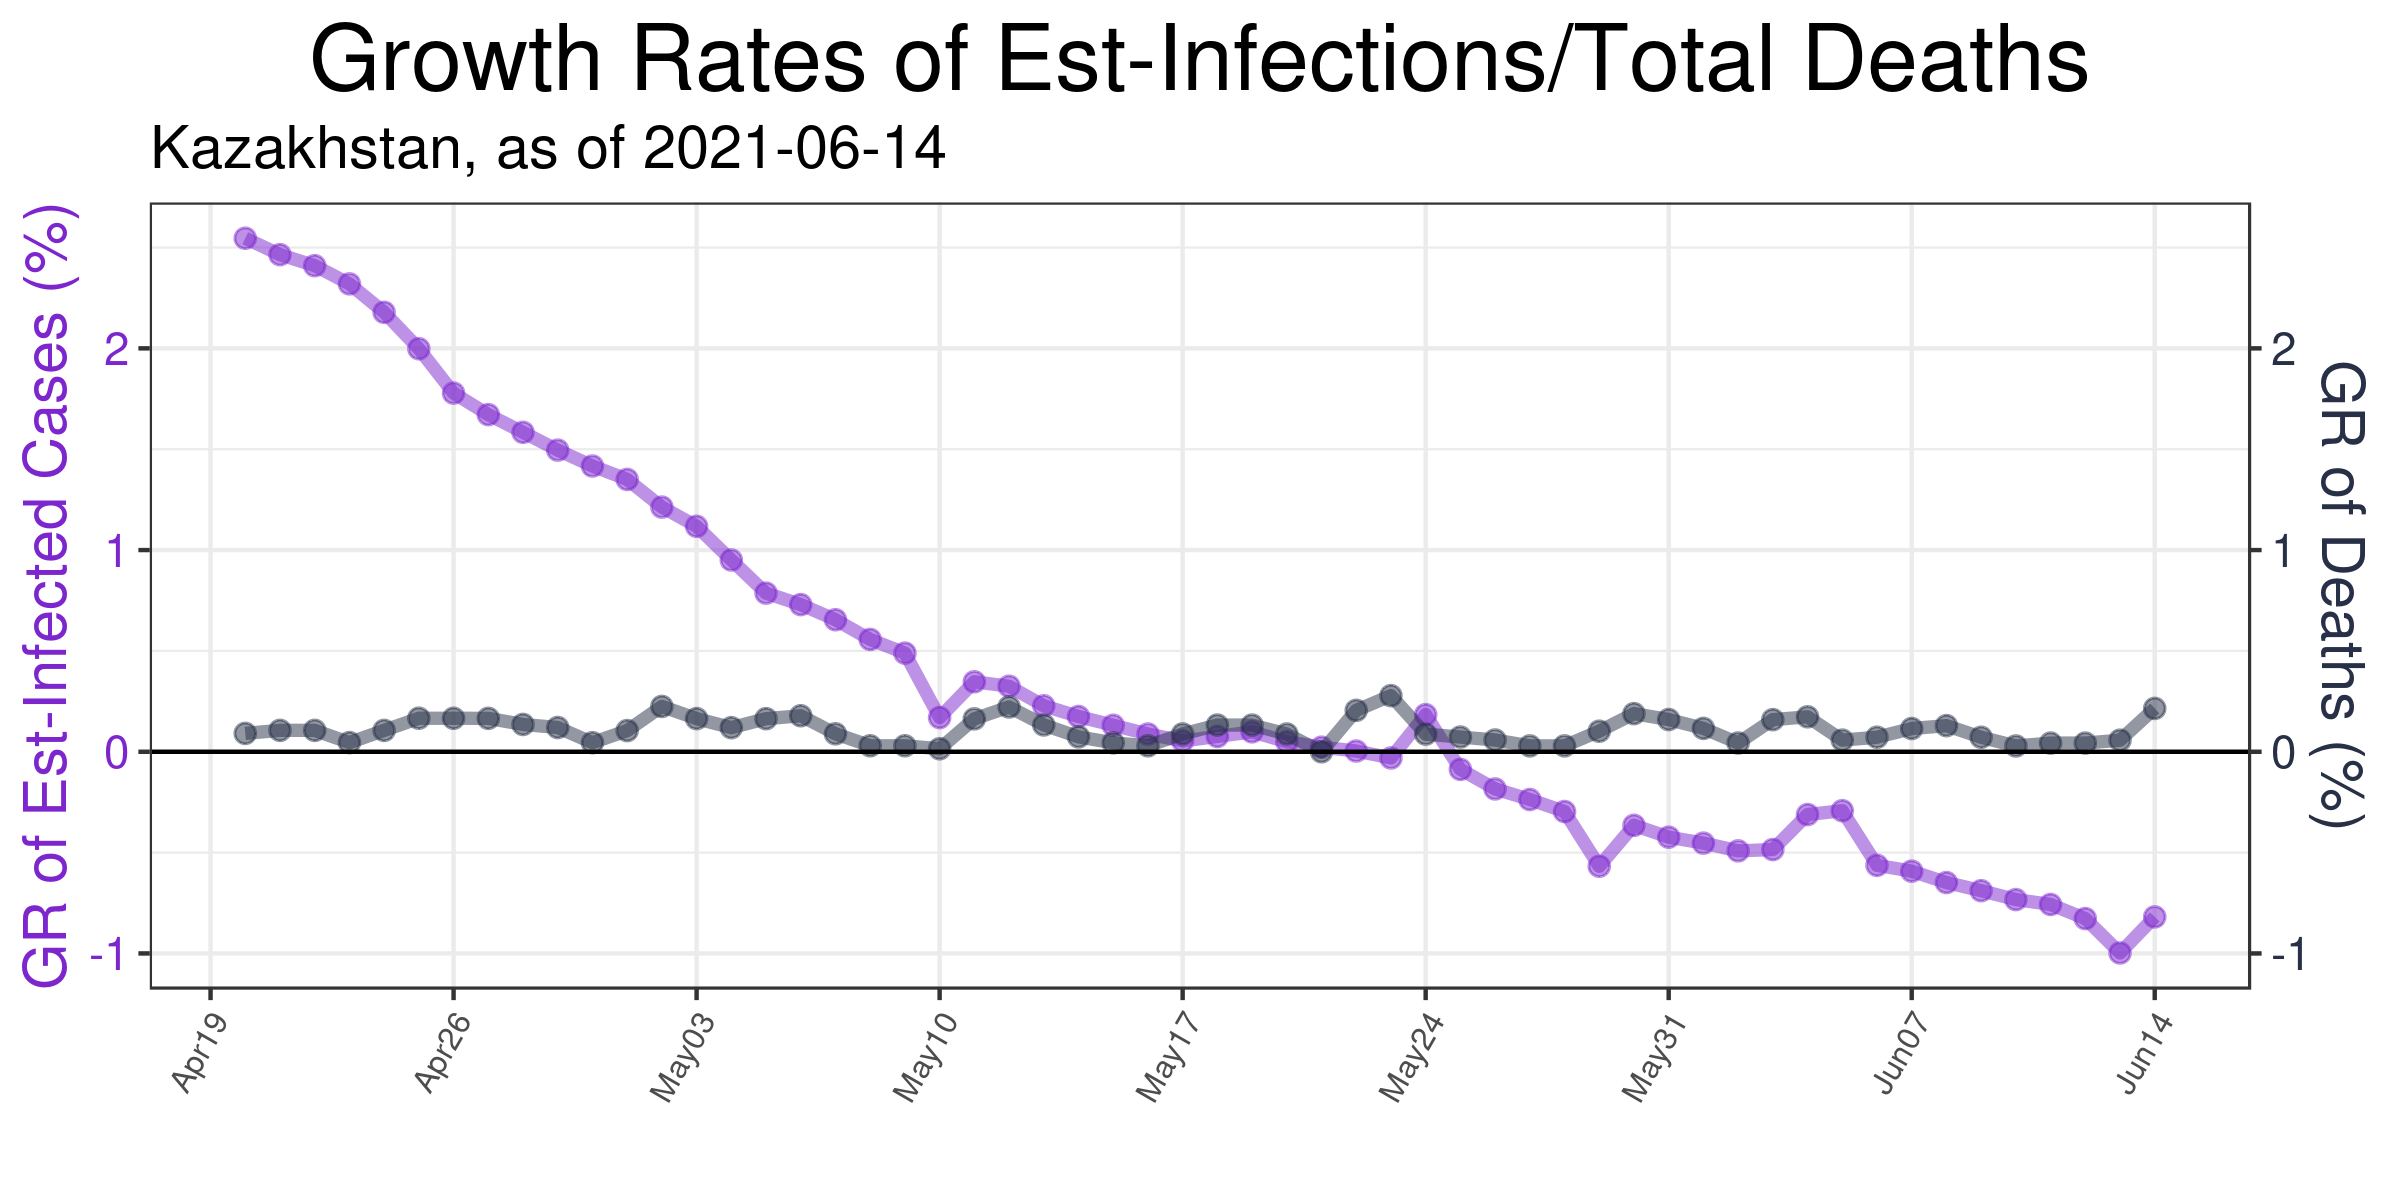 Growth Rates of Est-Infections/Total Deaths
Kazakhstan, as of 2021-06-14
GR of Est-Infected Cases (%)
2
1
0
-1
2
1
0
-1
GR of Deaths (%)
Apr19
Apr26
May03
May10
May17
May24
May31
Jun07
Jun14